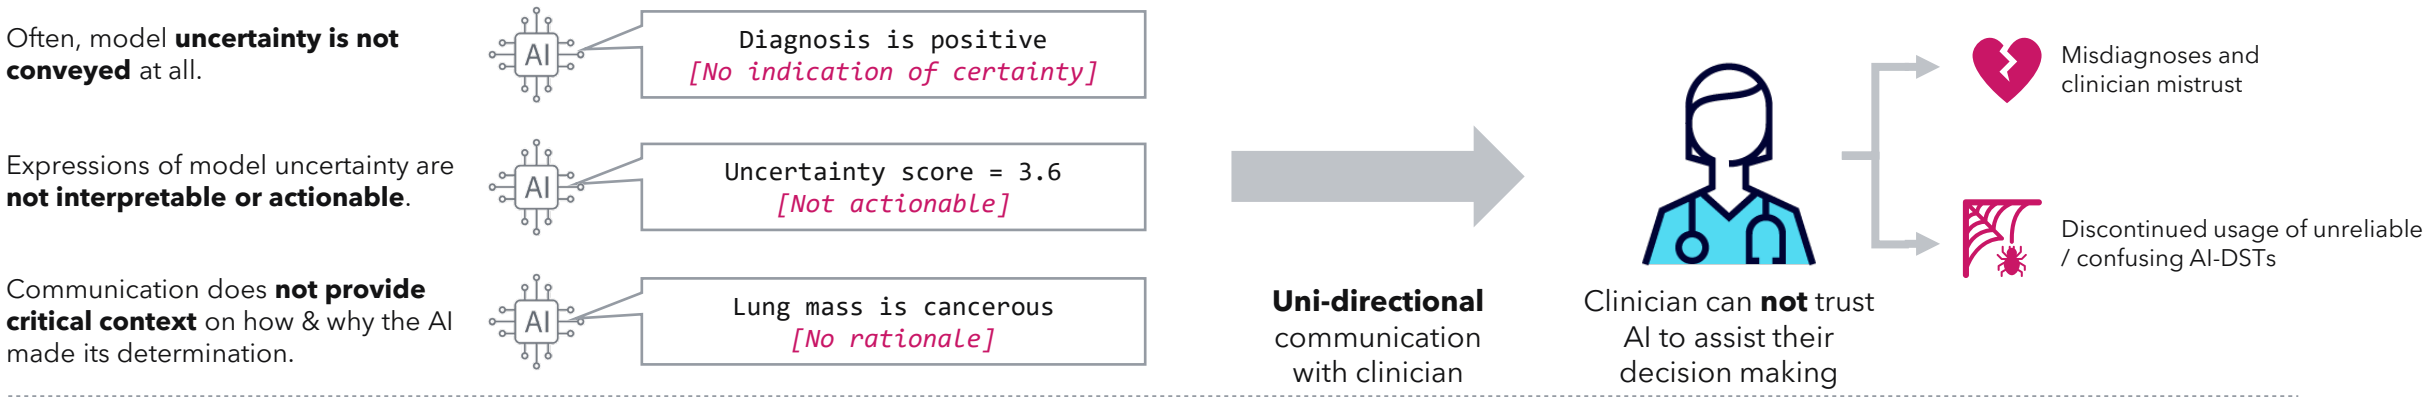 Often, model uncertainty is not
conveyed at all.
AI
Diagnosis is positive
[No indication of certainty]
Expressions of model uncertainty are
not interpretable or actionable.
AI
Uncertainty score = 3.6
[Not actionable]
Communication does not provide
critical context on how & why the AI
made its determination.
AI
Lung mass is cancerous
[No rationale]
Uni-directional
communication
with clinician
Clinician can not trust
AI to assist their
decision making
Misdiagnoses and
clinician mistrust
Discontinued usage of unreliable
/ confusing AI-DSTs